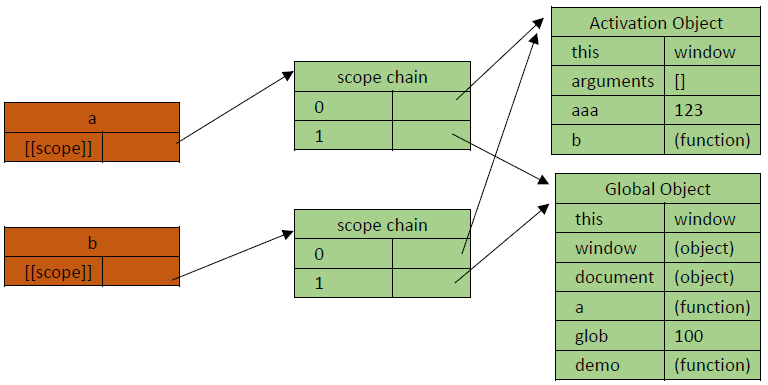 a
[[scope]]
b
[[scope]]
scope chain
0
1
scope chain
0
1
Activation Object
this window
arguments []
aaa 123
b (function)
Global Object
this window
window (object)
document (object)
a (function)
glob 100
demo (function)